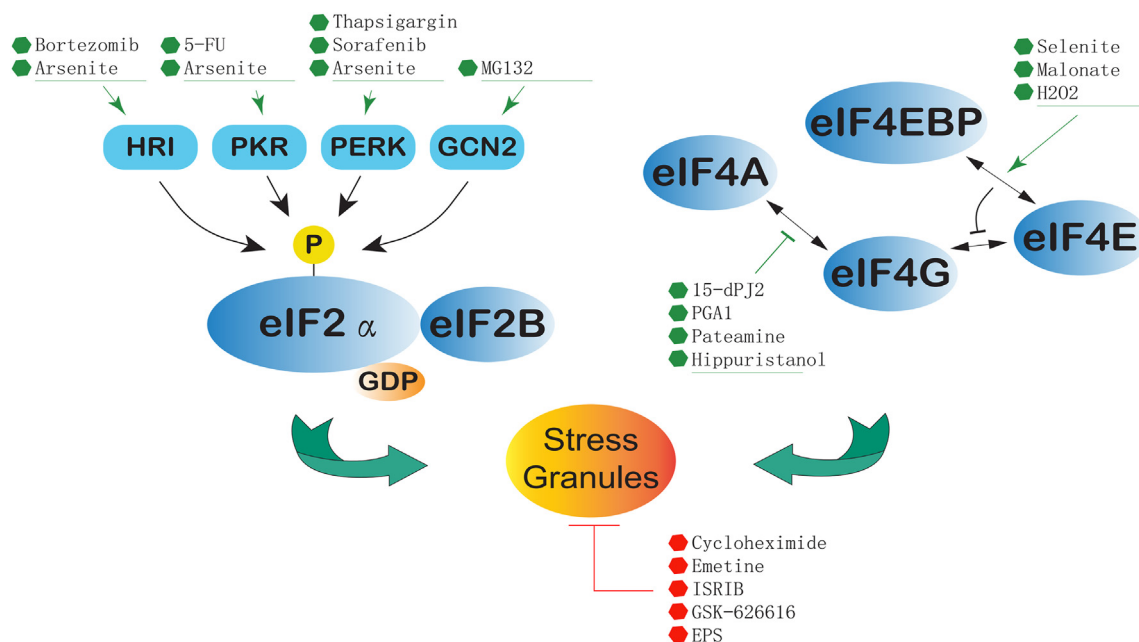 Bortezomib
Arsenite
5-FU
Arsenite
Thapsigargin
Sorafenib
Arsenite
MG132
HRI
PKR
PERK
GCN2
P
eIF2 α
eIF2B
GDP
Selenite
Malonate
H2O2
eIF4EBP
eIF4A
eIF4E
eIF4G
15-dPJ2
PGA1
Pateamine
Hippuristanol
Stress
Granules
Cycloheximide
Emetine
ISRIB
GSK-626616
EPS